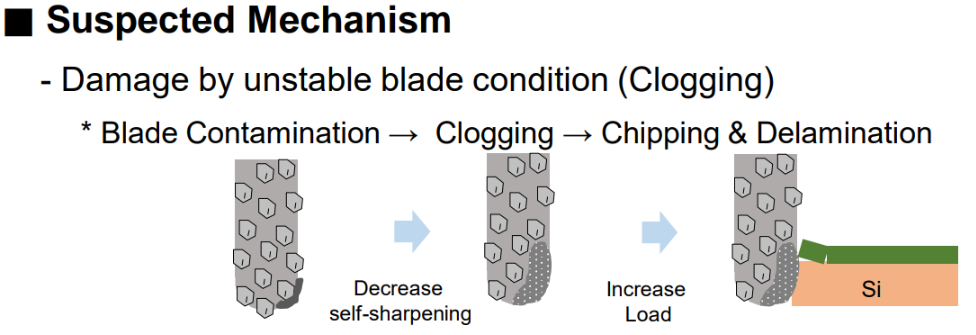 ■ Suspected Mechanism
- Damage by unstable blade condition (Clogging)
* Blade Contamination → Clogging → Chipping & Delamination
Decrease
self-sharpening
Increase
Load
Si